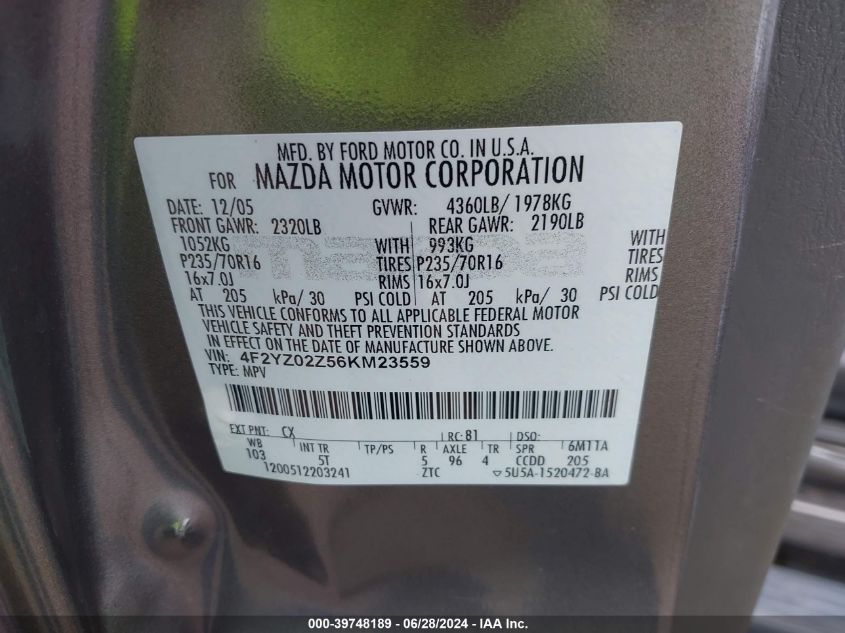 MFD. BY FORD MOTOR CO. IN U.S.A.
FOR MAZDA MOTOR CORPORATION
DATE: 12/05 GVWR: 4360LB/ 1978KG
FRONT GAWR: 2320LB REAR GAWR: 2190LB
1052KG WITH 993KG WITH
P235/70R16 TIRES P235/70R16 TIRES
16x7.0J RIMS 16x7.0J RIMS
AT 205 kPa/ 30 PSI COLD AT 205 kPa/ 30 PSI COLD
THIS VEHICLE CONFORMS TO ALL APPLICABLE FEDERAL MOTOR
VEHICLE SAFETY AND THEFT PREVENTION STANDARDS
IN EFFECT ON THE DATE OF MANUFACTURE SHOWN ABOVE.
VIN: 4F2YZ02Z56KM23559
TYPE: MPV
EXT PNT: CX RC: 81 DSO:
WB INT TR TP/PS R AXLE TR SPR 6M11A
103 5T 5 96 4 CCDD 205
1200512203241 ZTC 5U5A-1520472-BA
000-39748189 - 06/28/2024 - IAAI.com